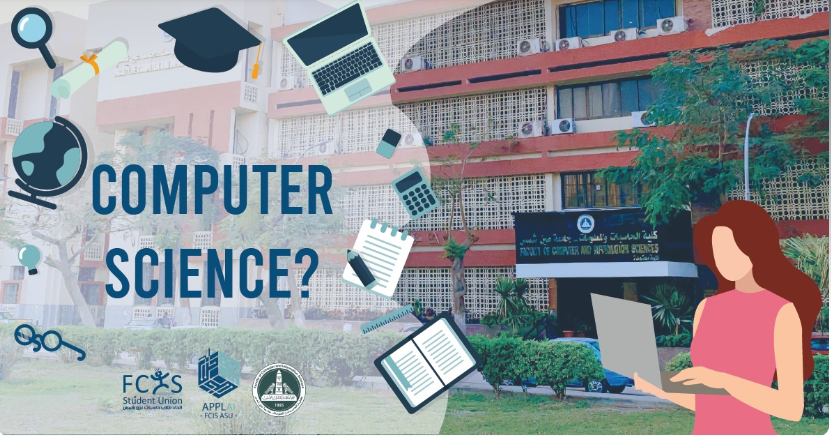 COMPUTER
SCIENCE?
كلية الحاسبات والمعلومات - جامعة عين شمس
FACULTY OF COMPUTER AND INFORMATION SCIENCES
FCIS
Student Union
APPLAI
- FCIS ASU -